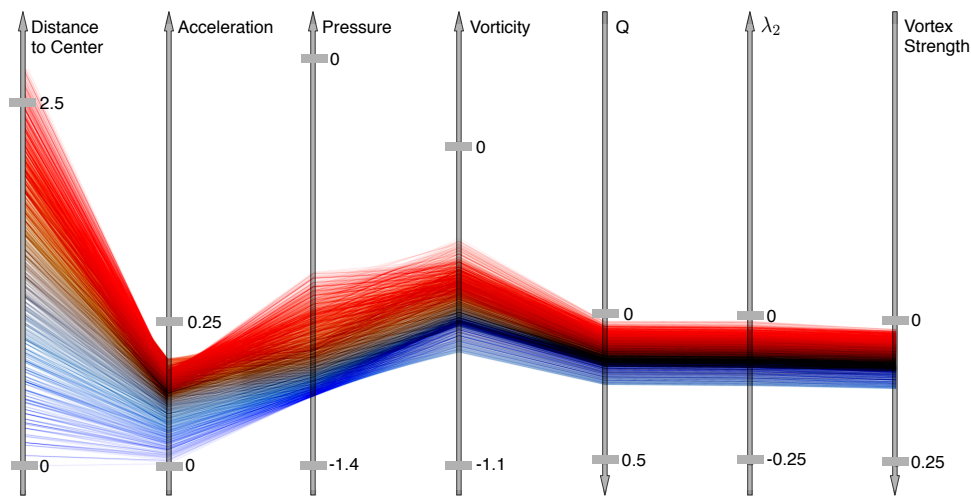 Distance
to Center
Acceleration
Pressure
Vorticity
Q
λ₂
Vortex
Strength
0
2.5
0
0
0
0
0.25
0
0
0
-1.4
-1.1
0.5
-0.25
0.25